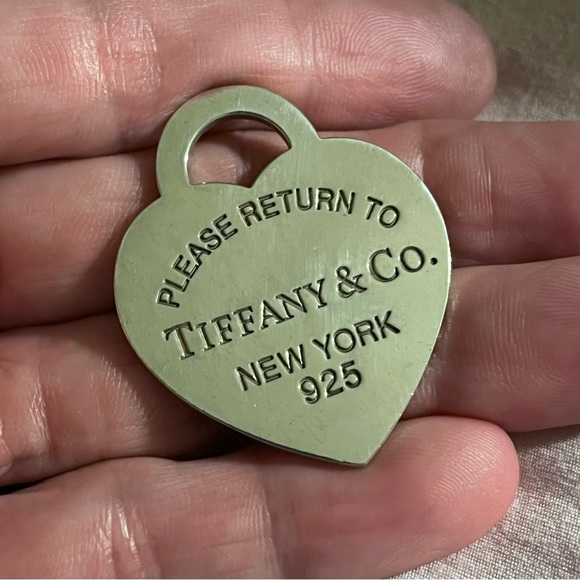 PLEASE RETURN TO
TIFFANY & CO.
NEW YORK
925